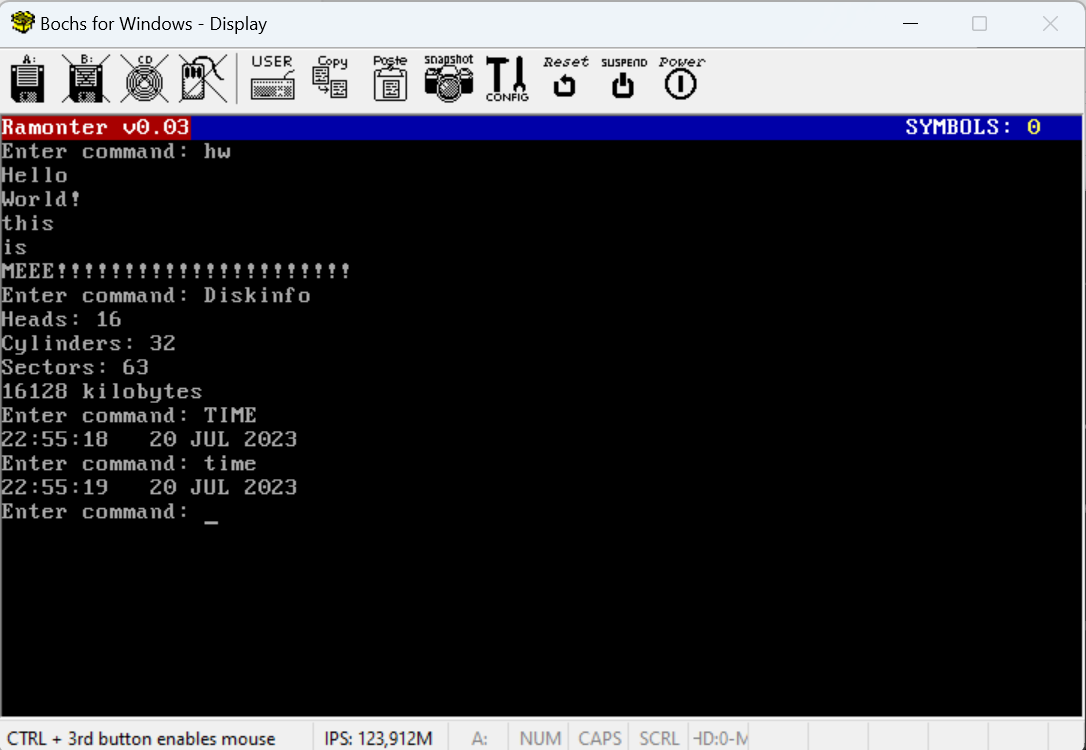 Bochs for Windows - Display
A: B: CD USER Copy Paste snapshot CONFIG Reset SUSPEND Power
Ramonter v0.03 SYMBOLS: 0
Enter command: hw
Hello
World!
this
is
MEEE!!!!!!!!!!!!!!!!!!!!!!
Enter command: Diskinfo
Heads: 16
Cylinders: 32
Sectors: 63
16128 kilobytes
Enter command: TIME
22:55:18   20 JUL 2023
Enter command: time
22:55:19   20 JUL 2023
Enter command: _
CTRL + 3rd button enables mouse IPS: 123,912M A: NUM CAPS SCRL HD:0-M